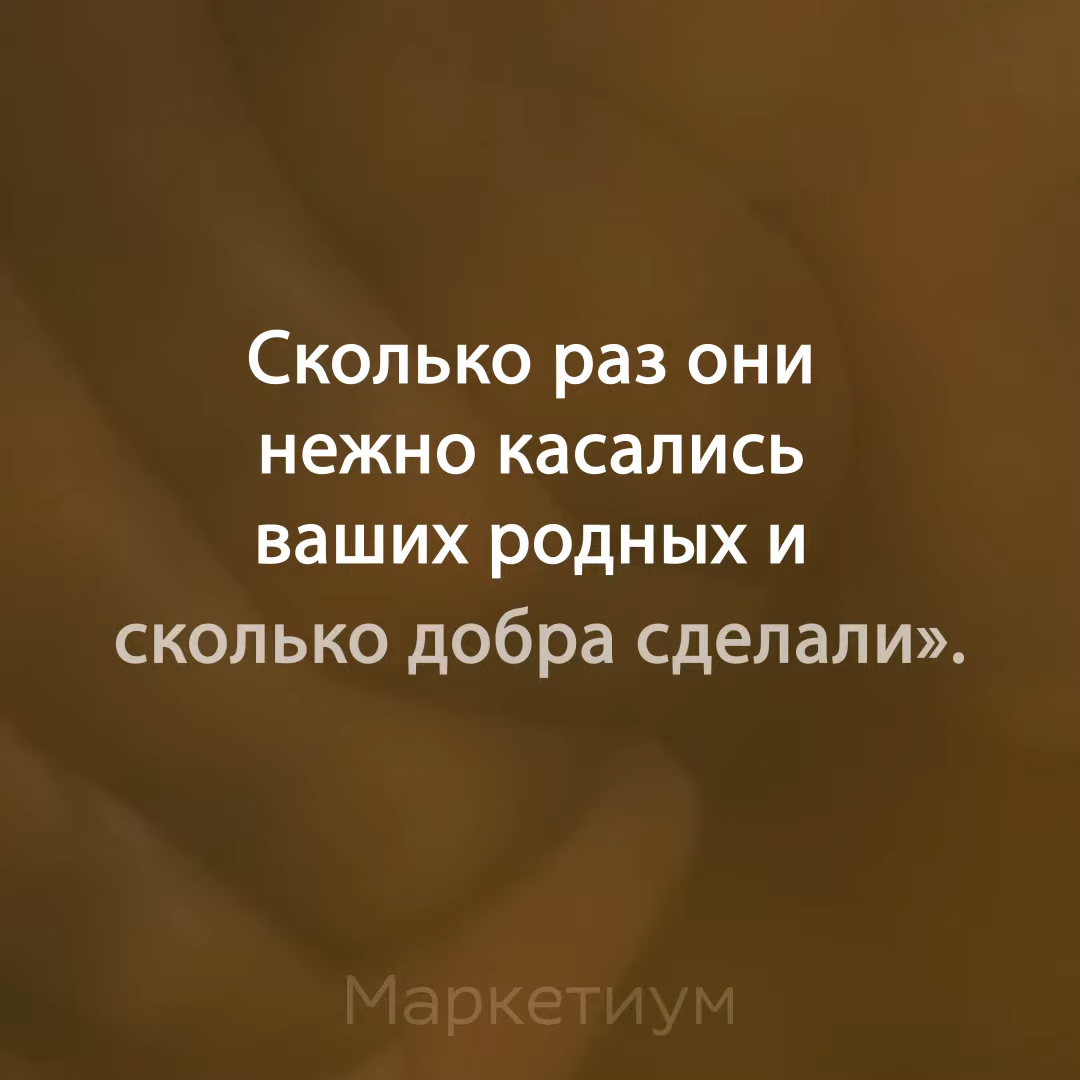 Сколько раз они
нежно касались
ваших родных и
сколько добра сделали».
Маркетиум